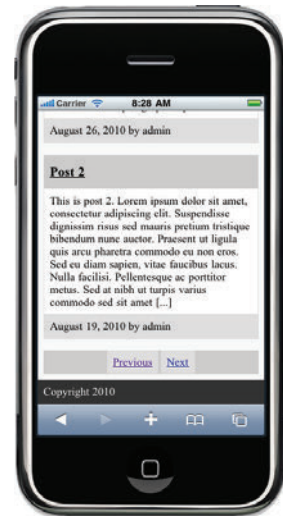 Carrier 8:28 AM
August 26, 2010 by admin
Post 2
This is post 2. Lorem ipsum dolor sit amet,
consectetur adipiscing elit. Suspendisse
dignissim risus sed mauris pretium tristique
bibendum nunc auctor. Praesent ut ligula
quis arcu pharetra commodo eu non eros.
Sed eu diam sapien, vitae faucibus lacus.
Nulla facilisi. Pellentesque ac porttitor
metus. Sed at nibh ut turpis varius
commodo sed sit amet [...]
August 19, 2010 by admin
Previous Next
Copyright 2010